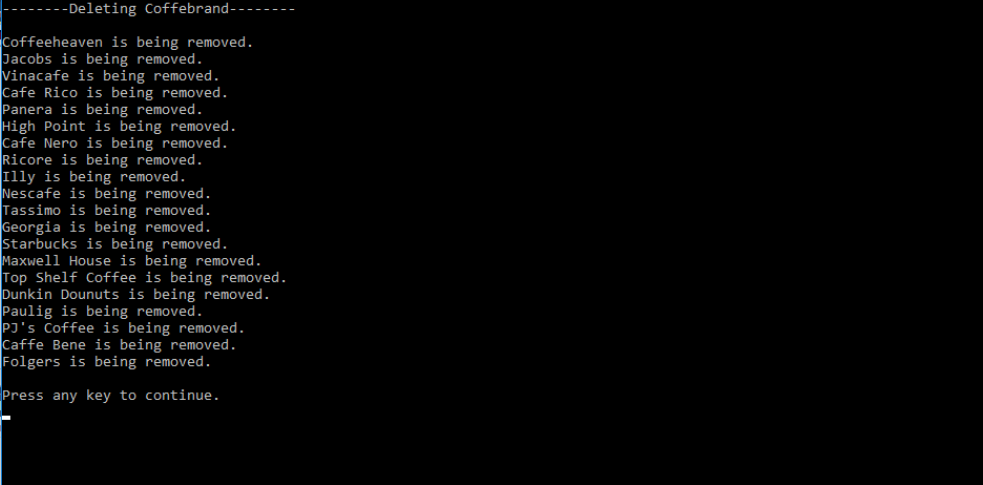 --------Deleting Coffebrand--------
Coffeeheaven is being removed.
Jacobs is being removed.
Vinacafe is being removed.
Cafe Rico is being removed.
Panera is being removed.
High Point is being removed.
Cafe Nero is being removed.
Ricore is being removed.
Illy is being removed.
Nescafe is being removed.
Tassimo is being removed.
Georgia is being removed.
Starbucks is being removed.
Maxwell House is being removed.
Top Shelf Coffee is being removed.
Dunkin Dounuts is being removed.
Paulig is being removed.
PJ's Coffee is being removed.
Caffe Bene is being removed.
Folgers is being removed.
Press any key to continue.